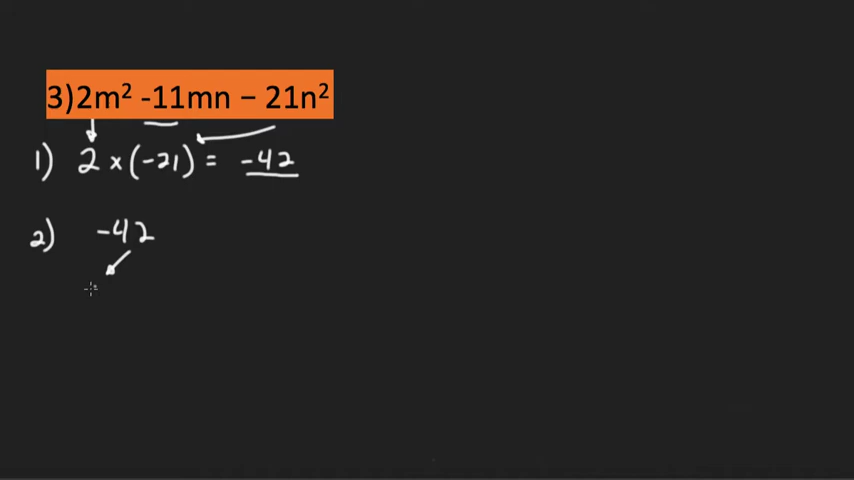 3)2m² -11mn – 21n²
1) 2 × (-21) = -42
2) -42